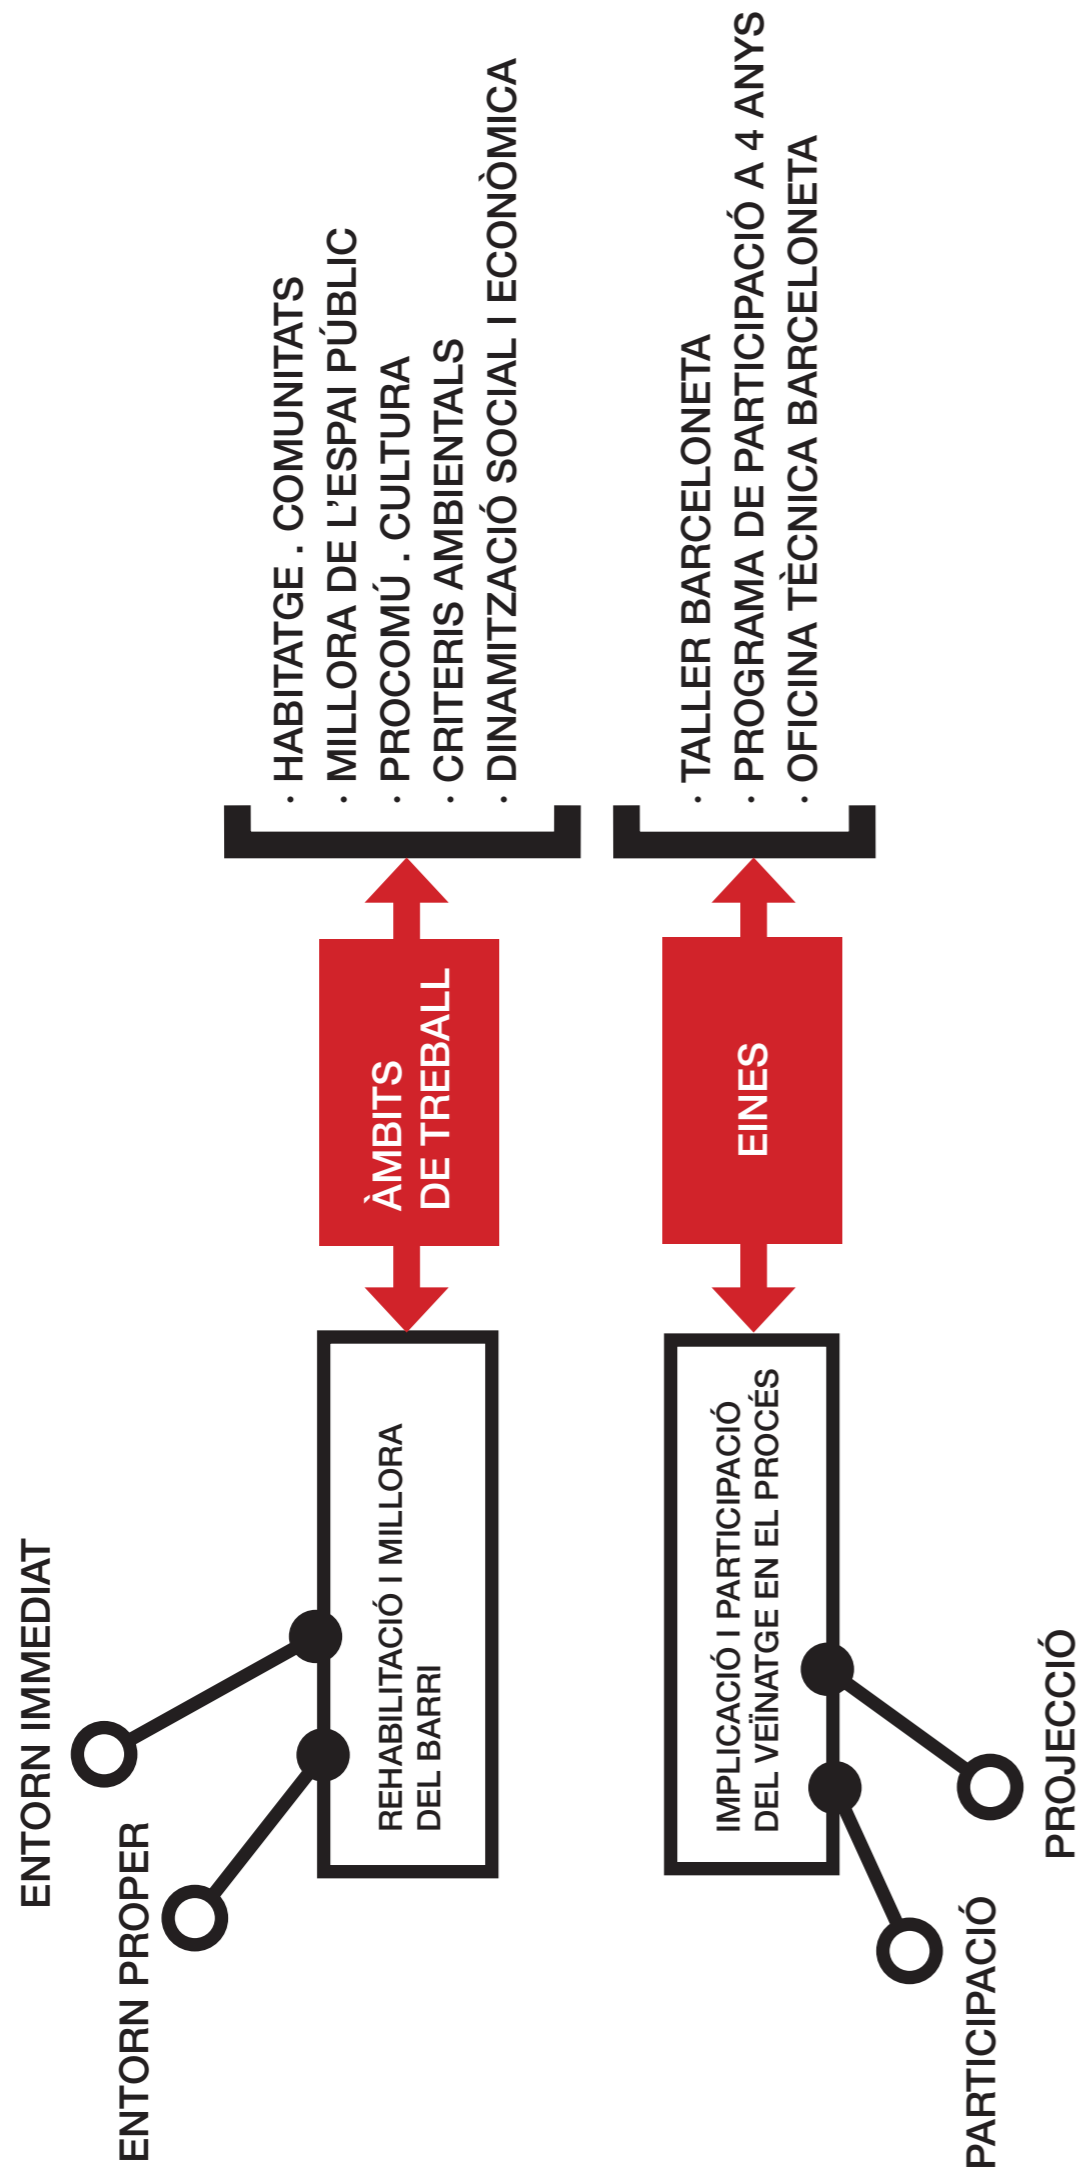 ENTORN IMMEDIAT
ENTORN PROPER
REHABILITACIÓ I MILLORA
DEL BARRI
ÀMBITS
DE TREBALL
· HABITATGE . COMUNITATS
· MILLORA DE L'ESPAI PÚBLIC
· PROCOMÚ . CULTURA
· CRITERIS AMBIENTALS
· DINAMITZACIÓ SOCIAL I ECONÒMICA
IMPLICACIÓ I PARTICIPACIÓ
DEL VEÏNATGE EN EL PROCÉS
EINES
· TALLER BARCELONETA
· PROGRAMA DE PARTICIPACIÓ A 4 ANYS
· OFICINA TÈCNICA BARCELONETA
PARTICIPACIÓ
PROJECCIÓ